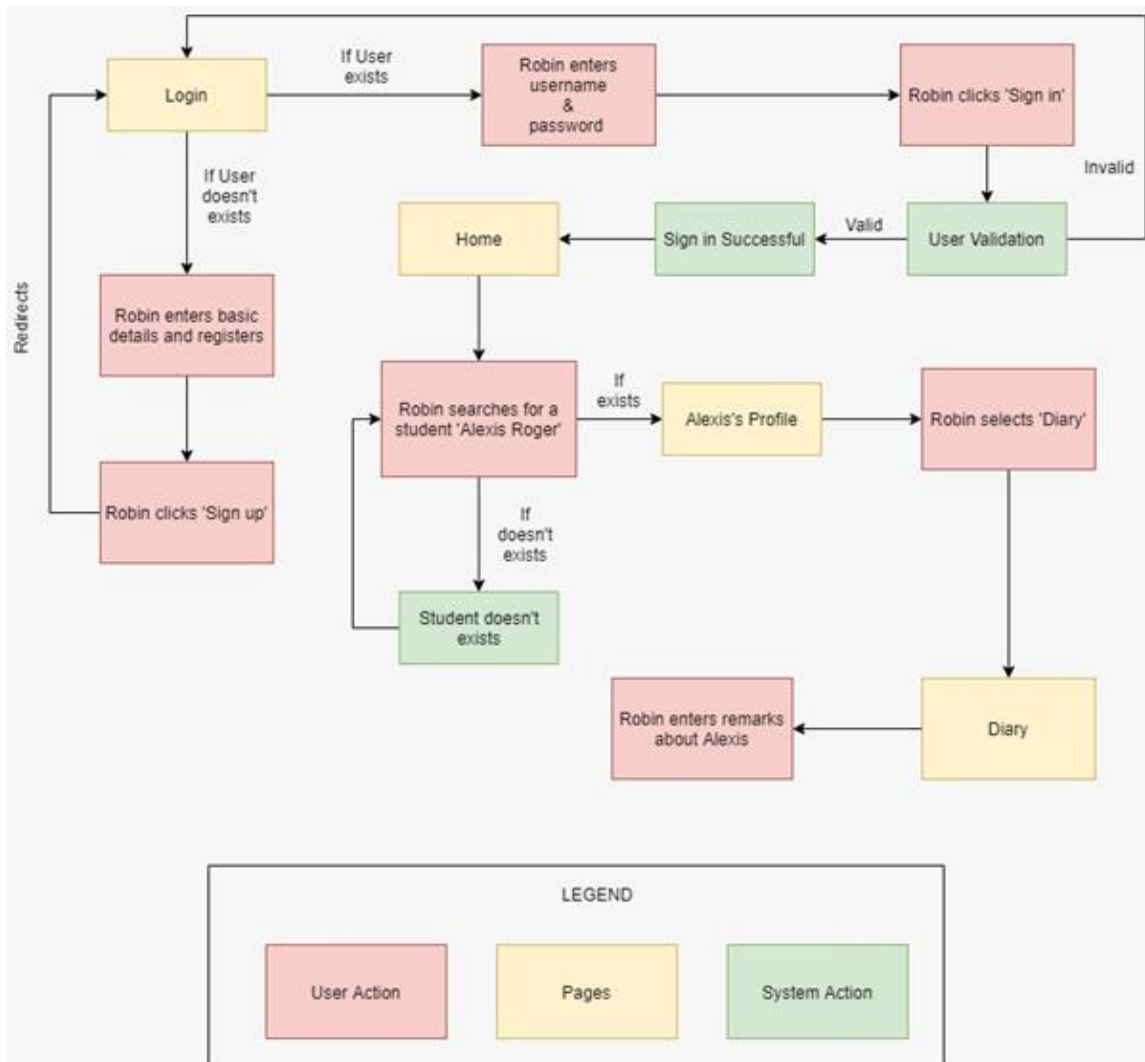 Login
If User
exists
Robin enters
username
&
password
Robin clicks 'Sign in'
Invalid
If User
doesn't
exists
Home
Sign in Successful
Valid
User Validation
Redirects
Robin enters basic
details and registers
Robin searches for a
student 'Alexis Roger'
If
exists
Alexis's Profile
Robin selects 'Diary'
Robin clicks 'Sign up'
If
doesn't
exists
Student doesn't
exists
Robin enters remarks
about Alexis
Diary
LEGEND
User Action
Pages
System Action